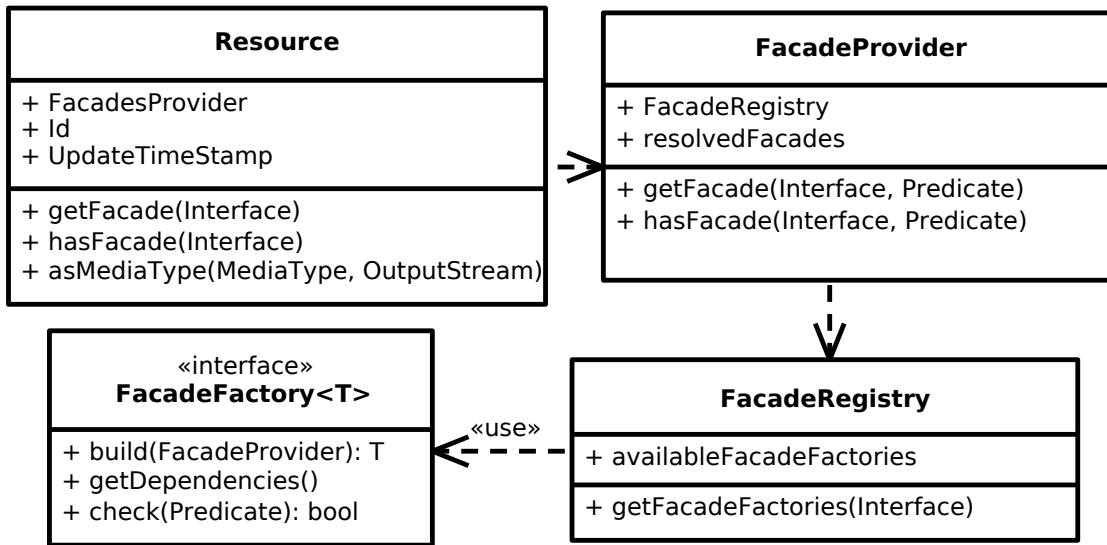 Resource
+ FacadesProvider
+ Id
+ UpdateTimeStamp
+ getFacade(Interface)
+ hasFacade(Interface)
+ asMediaType(MediaType, OutputStream)
FacadeProvider
+ FacadeRegistry
+ resolvedFacades
+ getFacade(Interface, Predicate)
+ hasFacade(Interface, Predicate)
«interface»
FacadeFactory<T>
+ build(FacadeProvider): T
+ getDependencies()
+ check(Predicate): bool
«use»
FacadeRegistry
+ availableFacadeFactories
+ getFacadeFactories(Interface)